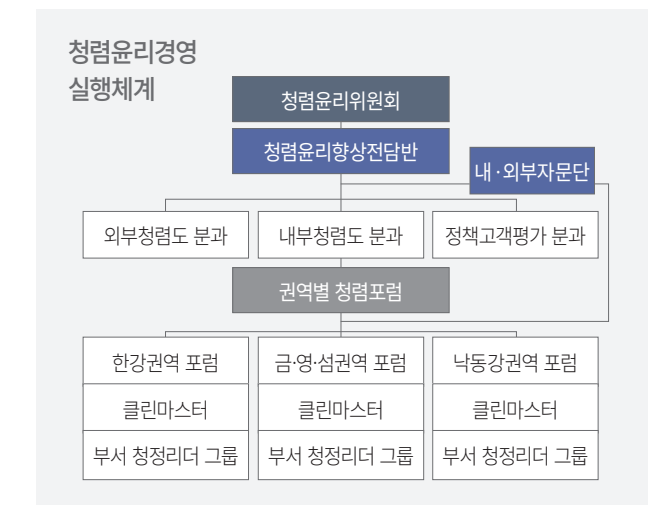 청렴윤리경영
실행체계
청렴윤리위원회
청렴윤리향상전담반
내·외부자문단
외부청렴도 분과
내부청렴도 분과
정책고객평가 분과
권역별 청렴포럼
한강권역 포럼
금·영·섬권역 포럼
낙동강권역 포럼
클린마스터
클린마스터
클린마스터
부서 청정리더 그룹
부서 청정리더 그룹
부서 청정리더 그룹